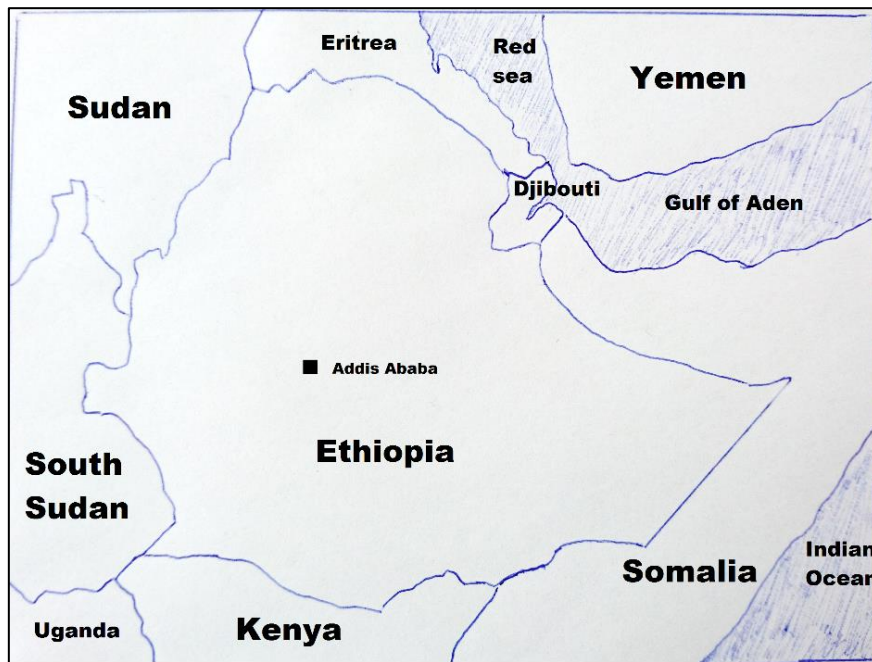 Eritrea
Red
sea
Yemen
Sudan
Djibouti
Gulf of Aden
Addis Ababa
Ethiopia
South
Sudan
Indian
Ocean
Somalia
Uganda
Kenya